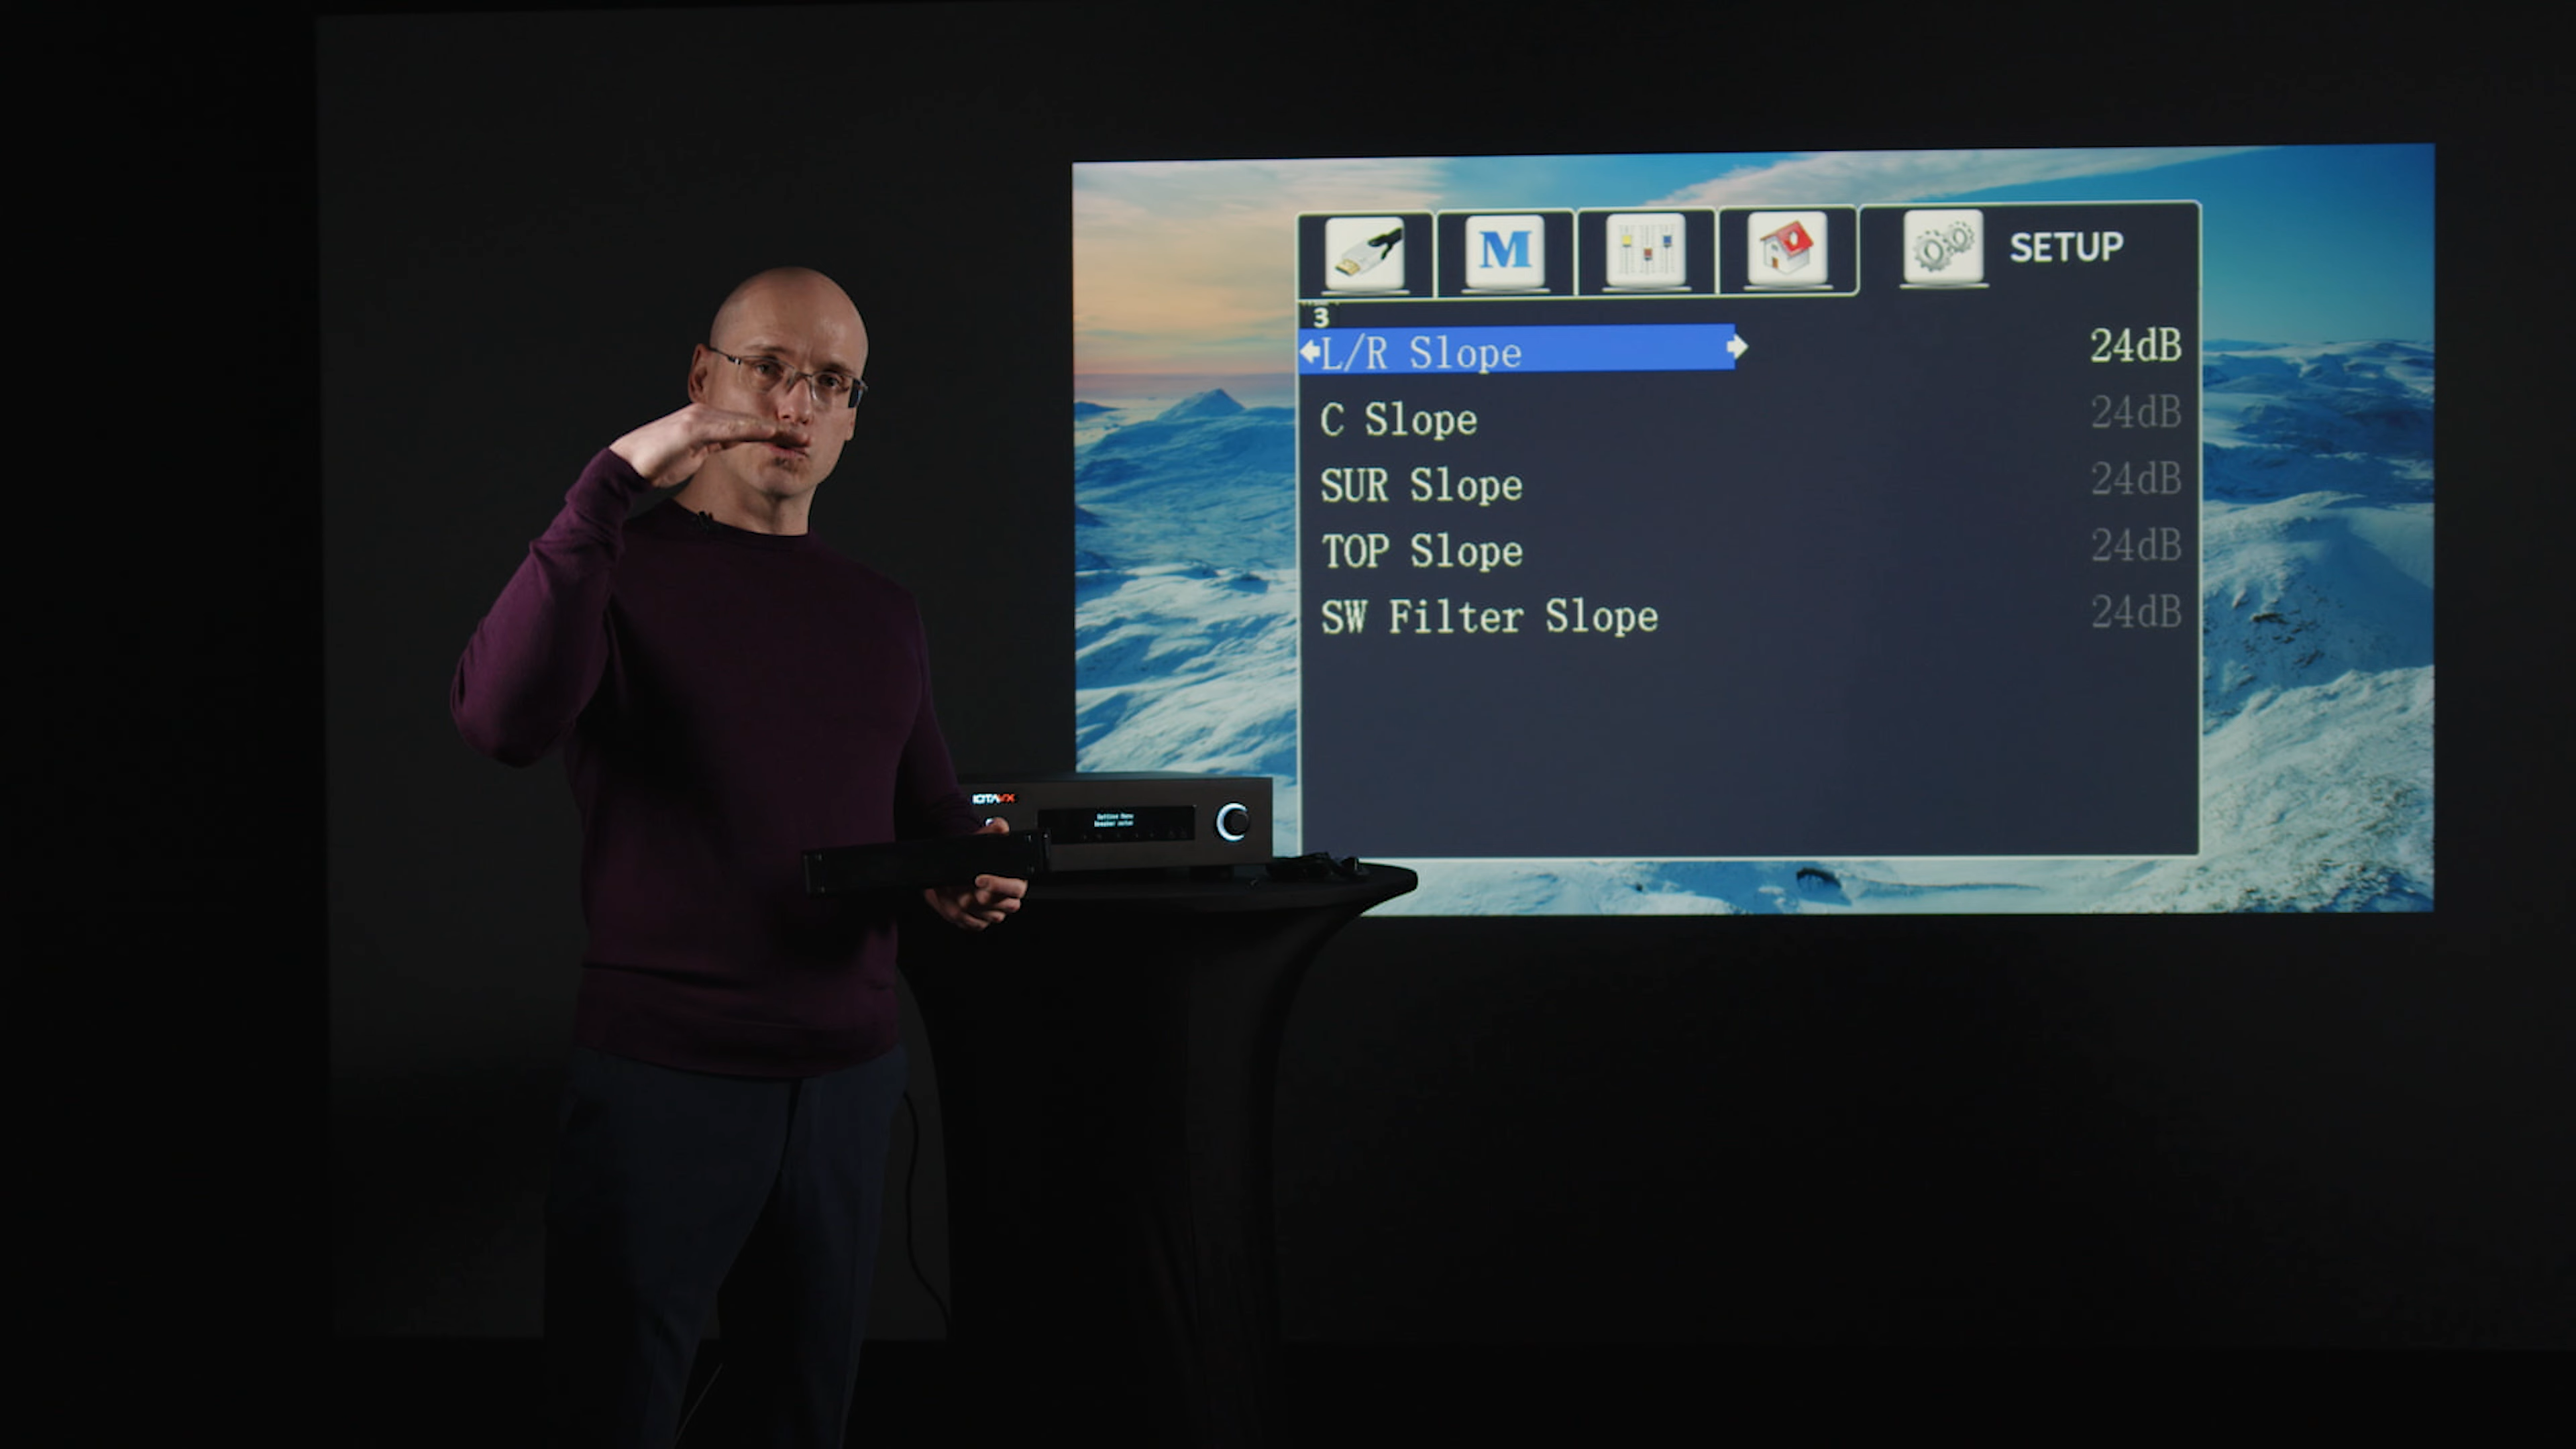 M
SETUP
3
L/R Slope 24dB
C Slope 24dB
SUR Slope 24dB
TOP Slope 24dB
SW Filter Slope 24dB
IOTAVX